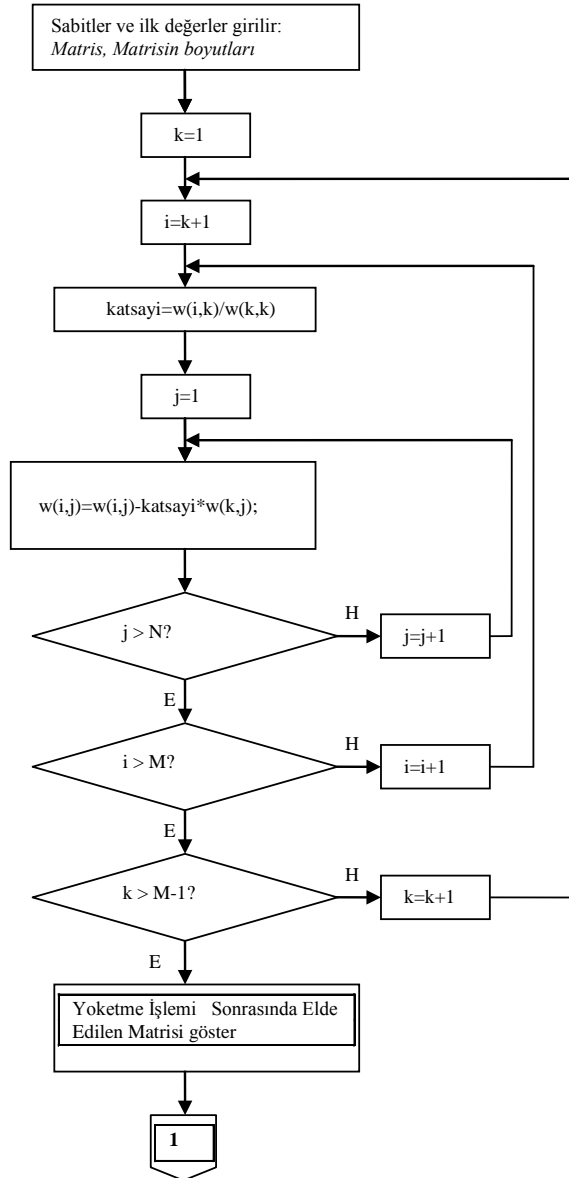 Sabitler ve ilk değerler girilir:
Matris, Matrisin boyutları
k=1
i=k+1
katsayi=w(i,k)/w(k,k)
j=1
w(i,j)=w(i,j)-katsayi*w(k,j);
j > N?
H
j=j+1
E
i > M?
H
i=i+1
E
k > M-1?
H
k=k+1
E
Yoketme İşlemi Sonrasında Elde
Edilen Matrisi göster
1